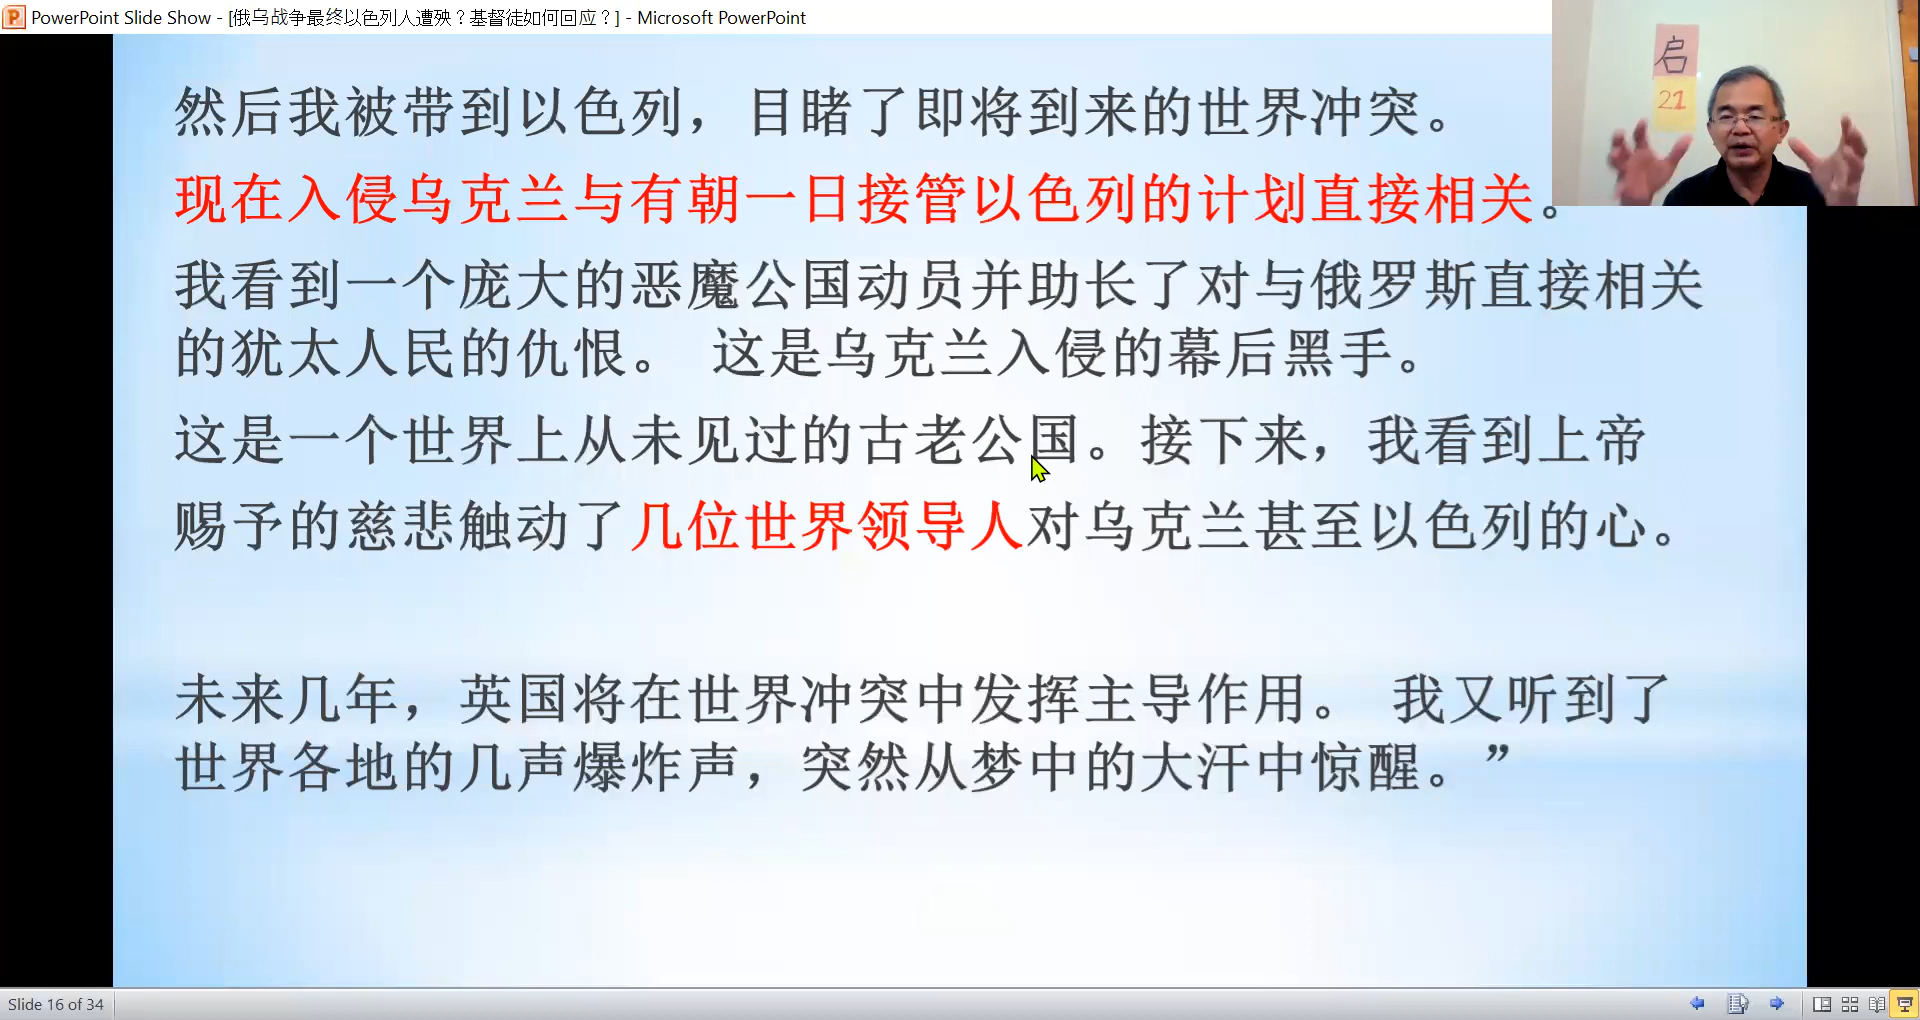 PowerPoint Slide Show - [俄乌战争最终以色列人遭殃？基督徒如何回应？] - Microsoft PowerPoint
启
21
然后我被带到以色列，目睹了即将到来的世界冲突。
现在入侵乌克兰与有朝一日接管以色列的计划直接相关。
我看到一个庞大的恶魔公国动员并助长了对与俄罗斯直接相关
的犹太人民的仇恨。 这是乌克兰入侵的幕后黑手。
这是一个世界上从未见过的古老公国。接下来，我看到上帝
赐予的慈悲触动了几位世界领导人对乌克兰甚至以色列的心。
未来几年，英国将在世界冲突中发挥主导作用。 我又听到了
世界各地的几声爆炸声，突然从梦中的大汗中惊醒。”
Slide 16 of 34